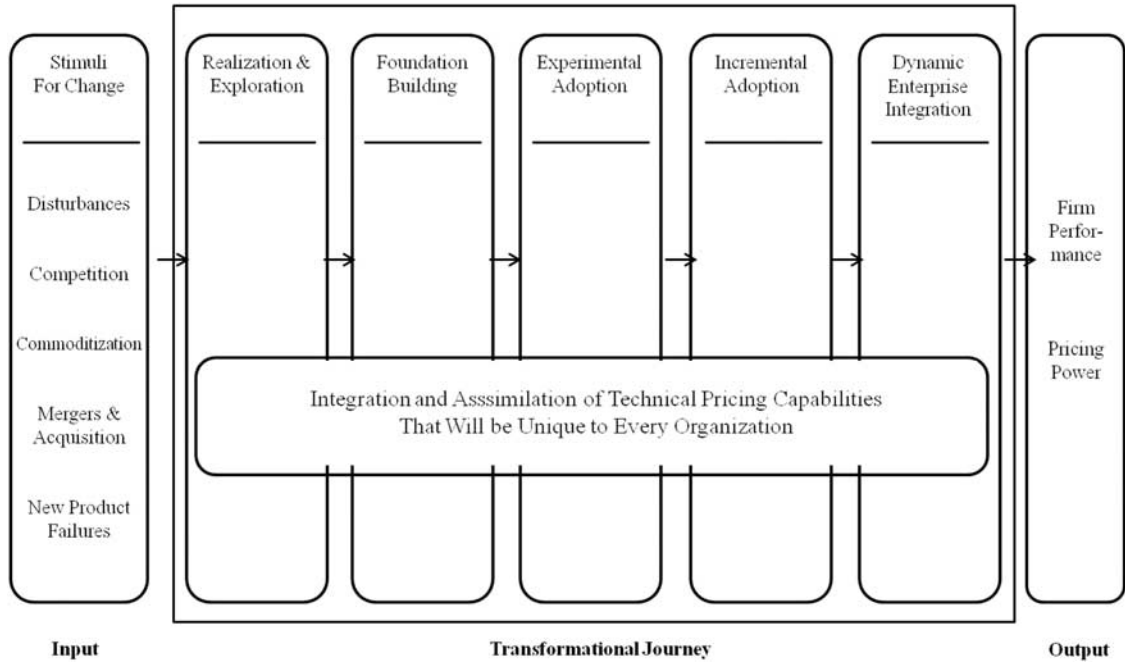 Stimuli
For Change
Disturbances
Competition
Commoditization
Mergers &
Acquisition
New Product
Failures
Realization &
Exploration
Foundation
Building
Experimental
Adoption
Incremental
Adoption
Dynamic
Enterprise
Integration
Integration and Asssimilation of Technical Pricing Capabilities
That Will be Unique to Every Organization
Firm
Perfor-
mance
Pricing
Power
Input
Transformational Journey
Output